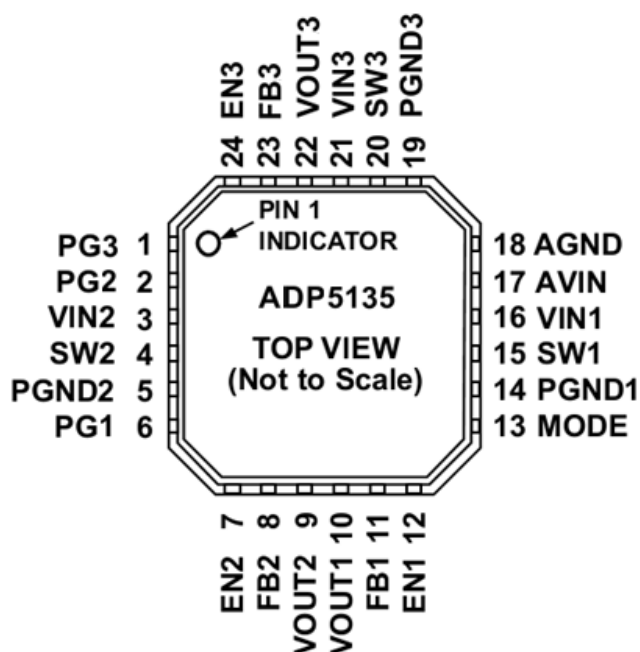 24 EN3
23 FB3
22 VOUT3
21 VIN3
20 SW3
19 PGND3
PG3 1
PG2 2
VIN2 3
SW2 4
PGND2 5
PG1 6
PIN 1
INDICATOR
ADP5135
TOP VIEW
(Not to Scale)
18 AGND
17 AVIN
16 VIN1
15 SW1
14 PGND1
13 MODE
EN2 7
FB2 8
VOUT2 9
VOUT1 10
FB1 11
EN1 12